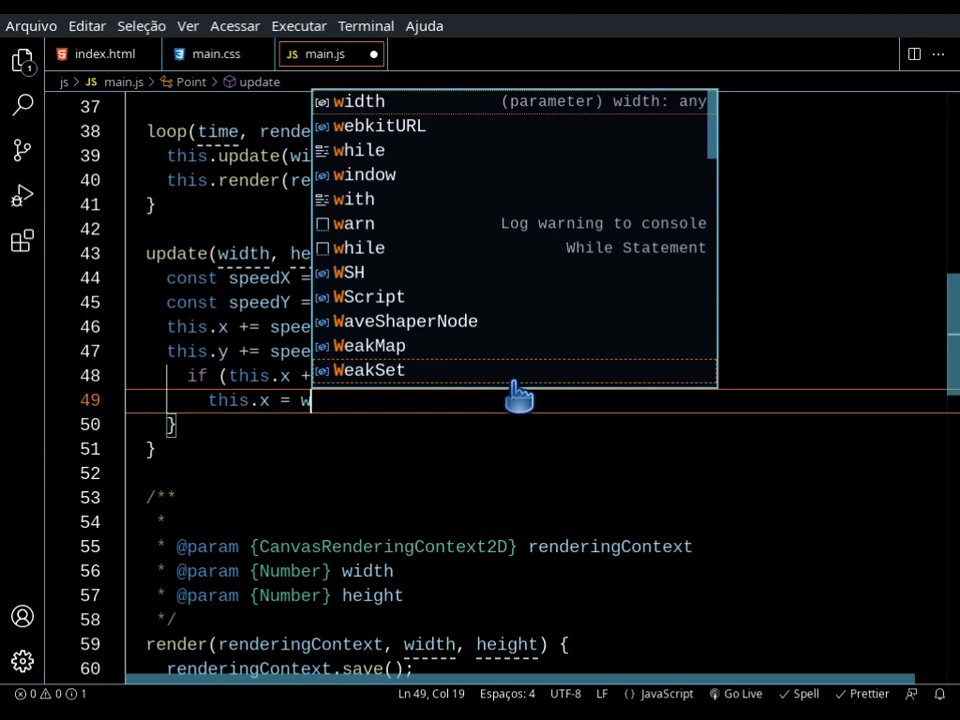 Arquivo Editar Seleção Ver Acessar Executar Terminal Ajuda
index.html main.css JS main.js
js > JS main.js > Point > update
37
38 loop(time, rende
39 this.update(wi
40 this.render(re
41 }
42
43 update(width, he
44 const speedX =
45 const speedY =
46 this.x += spee
47 this.y += spee
48 if (this.x +
49 this.x = w
50 }
51 }
52
53 /**
54 *
55 * @param {CanvasRenderingContext2D} renderingContext
56 * @param {Number} width
57 * @param {Number} height
58 */
59 render(renderingContext, width, height) {
60 renderingContext.save();
width (parameter) width: any
webkitURL
while
window
with
warn Log warning to console
while While Statement
WSH
WScript
WaveShaperNode
WeakMap
WeakSet
1
0 0 1 Ln 49, Col 19 Espaços: 4 UTF-8 LF {} JavaScript Go Live Spell Prettier